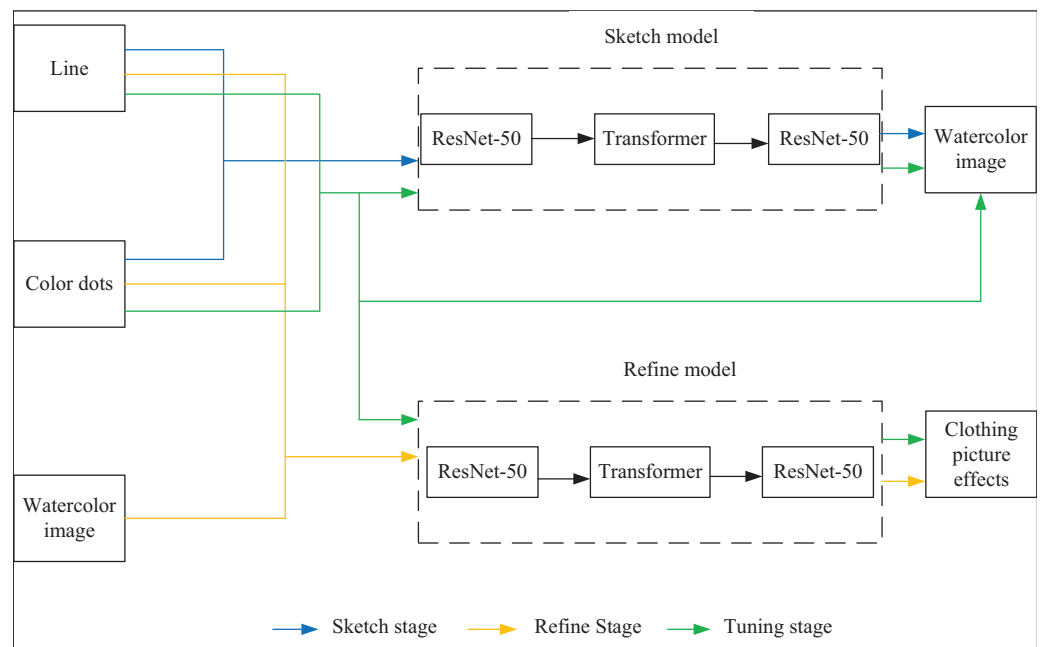 Sketch model
Line
ResNet-50
Transformer
ResNet-50
Watercolor
image
Color dots
Refine model
Clothing
picture
effects
ResNet-50
Transformer
ResNet-50
Watercolor
image
Sketch stage
Refine Stage
Tuning stage